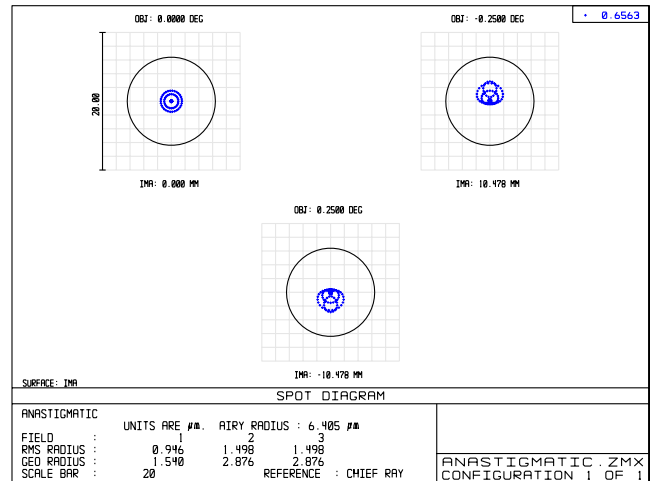 OBJ: 0.0000 DEG
OBJ: -0.2500 DEG
+ 0.6563
20.00
IMA: 0.000 MM
IMA: 10.478 MM
OBJ: 0.2500 DEG
IMA: -10.478 MM
SURFACE: IMA
SPOT DIAGRAM
ANASTIGMATIC
UNITS ARE µm. AIRY RADIUS : 6.405 µm
FIELD : 1 2 3
RMS RADIUS : 0.946 1.498 1.498
GEO RADIUS : 1.540 2.876 2.876
SCALE BAR : 20 REFERENCE : CHIEF RAY
ANASTIGMATIC.ZMX
CONFIGURATION 1 OF 1